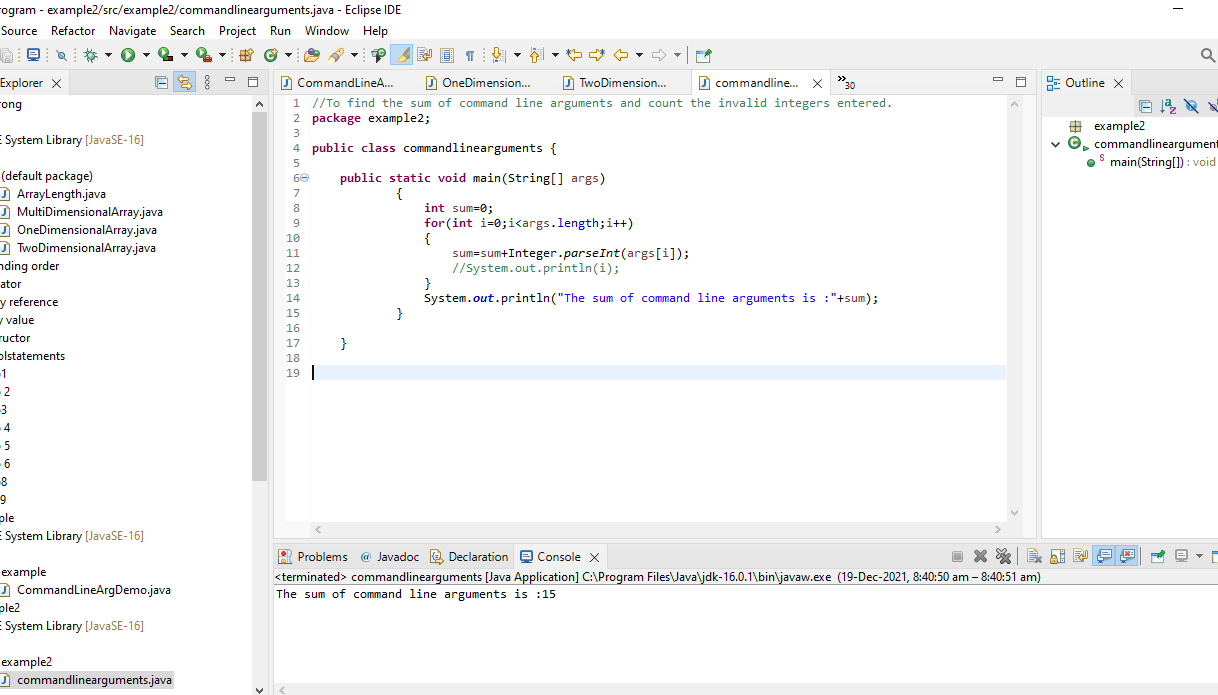 rogram - example2/src/example2/commandlinearguments.java - Eclipse IDE
Source Refactor Navigate Search Project Run Window Help
Explorer
CommandLineA... OneDimension... TwoDimension... commandline... 30
Outline
rong
E System Library [JavaSE-16]
(default package)
ArrayLength.java
MultiDimensionalArray.java
OneDimensionalArray.java
TwoDimensionalArray.java
nding order
ator
y reference
y value
ructor
olstatements
1
2
3
4
5
6
8
9
ple
E System Library [JavaSE-16]
example
CommandLineArgDemo.java
ple2
E System Library [JavaSE-16]
example2
commandlinearguments.java
1 //To find the sum of command line arguments and count the invalid integers entered.
2 package example2;
3
4 public class commandlinearguments {
5
6 public static void main(String[] args)
7 {
8 int sum=0;
9 for(int i=0;i<args.length;i++)
10 {
11 sum=sum+Integer.parseInt(args[i]);
12 //System.out.println(i);
13 }
14 System.out.println("The sum of command line arguments is :"+sum);
15 }
16
17 }
18
19
example2
commandlineargument
main(String[]) : void
Problems @ Javadoc Declaration Console
<terminated> commandlinearguments [Java Application] C:\Program Files\Java\jdk-16.0.1\bin\javaw.exe (19-Dec-2021, 8:40:50 am – 8:40:51 am)
The sum of command line arguments is :15